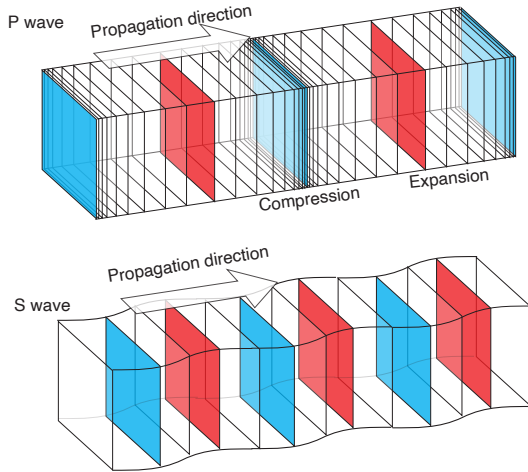 P wave
Propagation direction
Compression
Expansion
Propagation direction
S wave